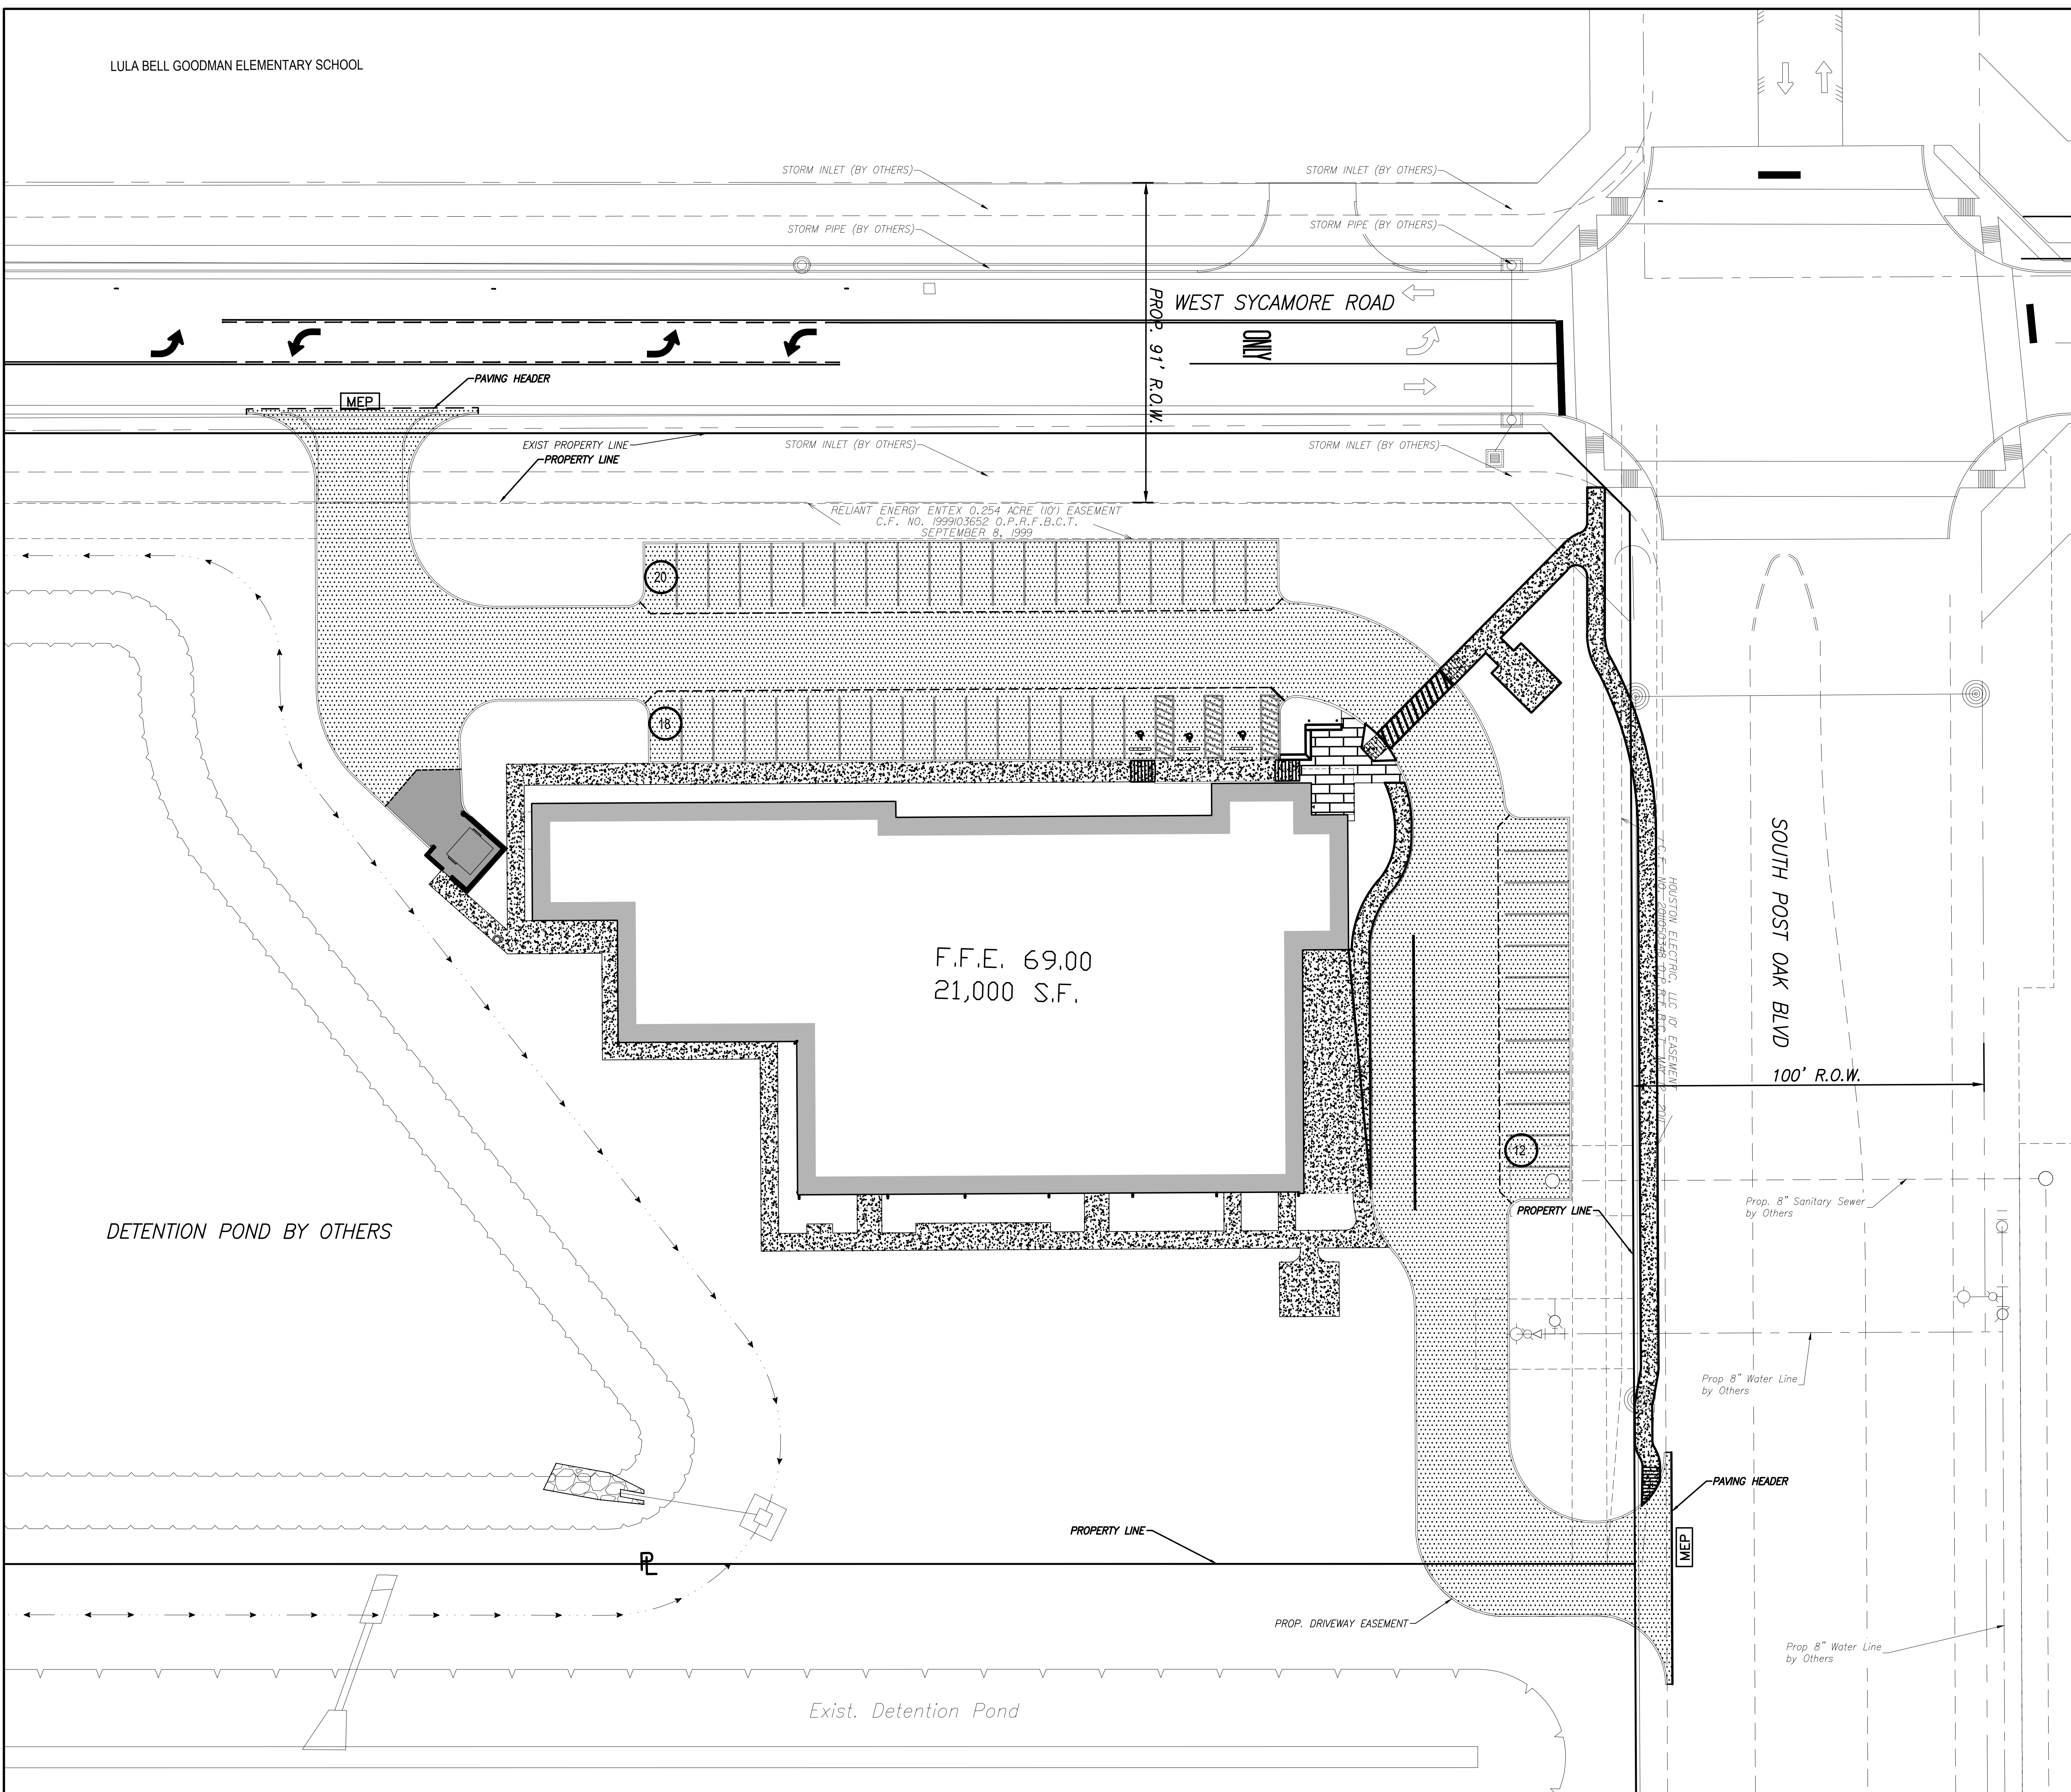 LULA BELL GOODMAN ELEMENTARY SCHOOL
STORM INLET (BY OTHERS)
STORM INLET (BY OTHERS)
STORM PIPE (BY OTHERS)
STORM PIPE (BY OTHERS)
WEST SYCAMORE ROAD
PROP. 91' R.O.W.
ONLY
PAVING HEADER
MEP
EXIST PROPERTY LINE
PROPERTY LINE
STORM INLET (BY OTHERS)
STORM INLET (BY OTHERS)
RELIANT ENERGY ENTEX 0.254 ACRE (10') EASEMENT
C.F. NO. 1999103652 O.P.R.F.B.C.T.
SEPTEMBER 8, 1999
20
18
SOUTH POST OAK BLVD
HOUSTON ELECTRIC, LLC 10' EASEMENT
F.F.E. 69.00
21,000 S.F.
100' R.O.W.
12
Prop. 8" Sanitary Sewer
by Others
PROPERTY LINE
DETENTION POND BY OTHERS
Prop 8" Water Line
by Others
PAVING HEADER
MEP
PROPERTY LINE
PL
PROP. DRIVEWAY EASEMENT
Prop 8" Water Line
by Others
Exist. Detention Pond